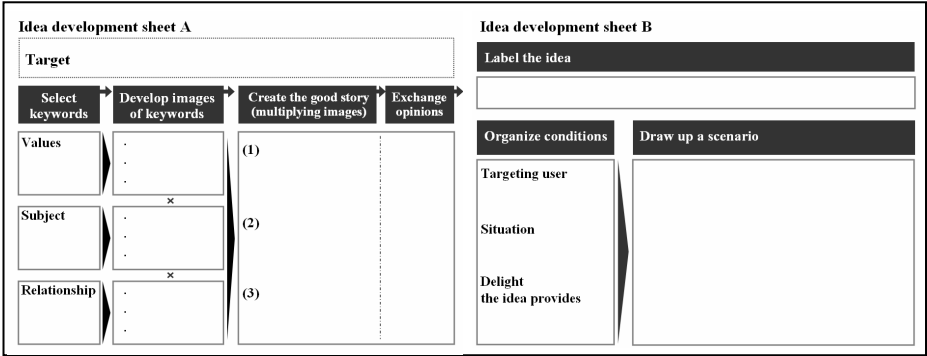 Idea development sheet A
Target
Select
keywords
Develop images
of keywords
Create the good story
(multiplying images)
Exchange
opinions
Values
.
.
.
×
Subject
.
.
.
×
Relationship
.
.
.
(1)
(2)
(3)
Idea development sheet B
Label the idea
Organize conditions
Draw up a scenario
Targeting user
Situation
Delight
the idea provides